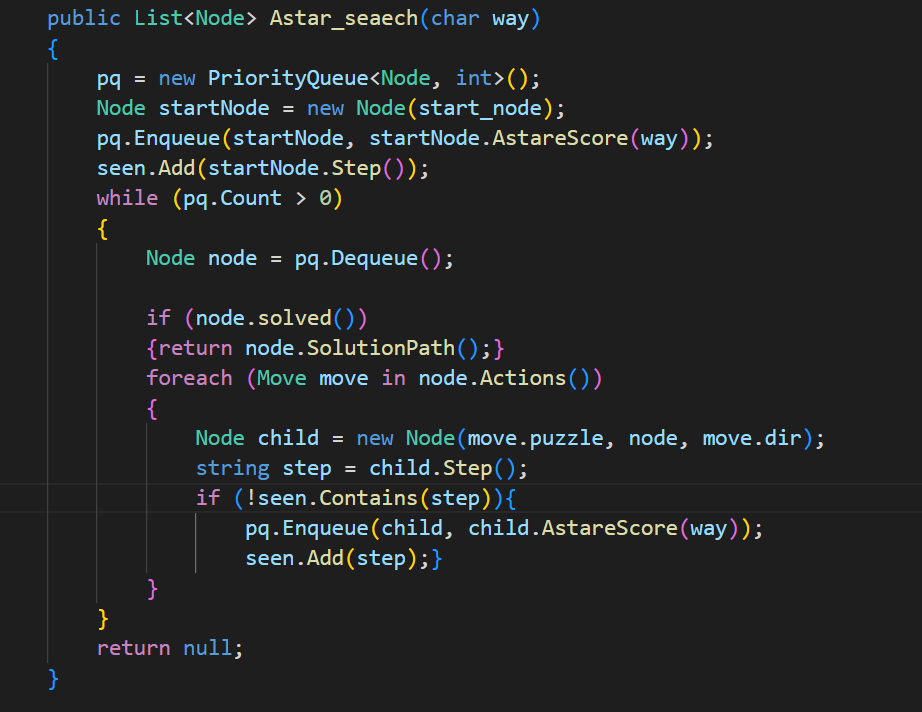 public List<Node> Astar_seaech(char way)
{
    pq = new PriorityQueue<Node, int>();
    Node startNode = new Node(start_node);
    pq.Enqueue(startNode, startNode.AstareScore(way));
    seen.Add(startNode.Step());
    while (pq.Count > 0)
    {
        Node node = pq.Dequeue();

        if (node.solved())
        {return node.SolutionPath();}
        foreach (Move move in node.Actions())
        {
            Node child = new Node(move.puzzle, node, move.dir);
            string step = child.Step();
            if (!seen.Contains(step)){
                pq.Enqueue(child, child.AstareScore(way));
                seen.Add(step);}
        }
    }
    return null;
}